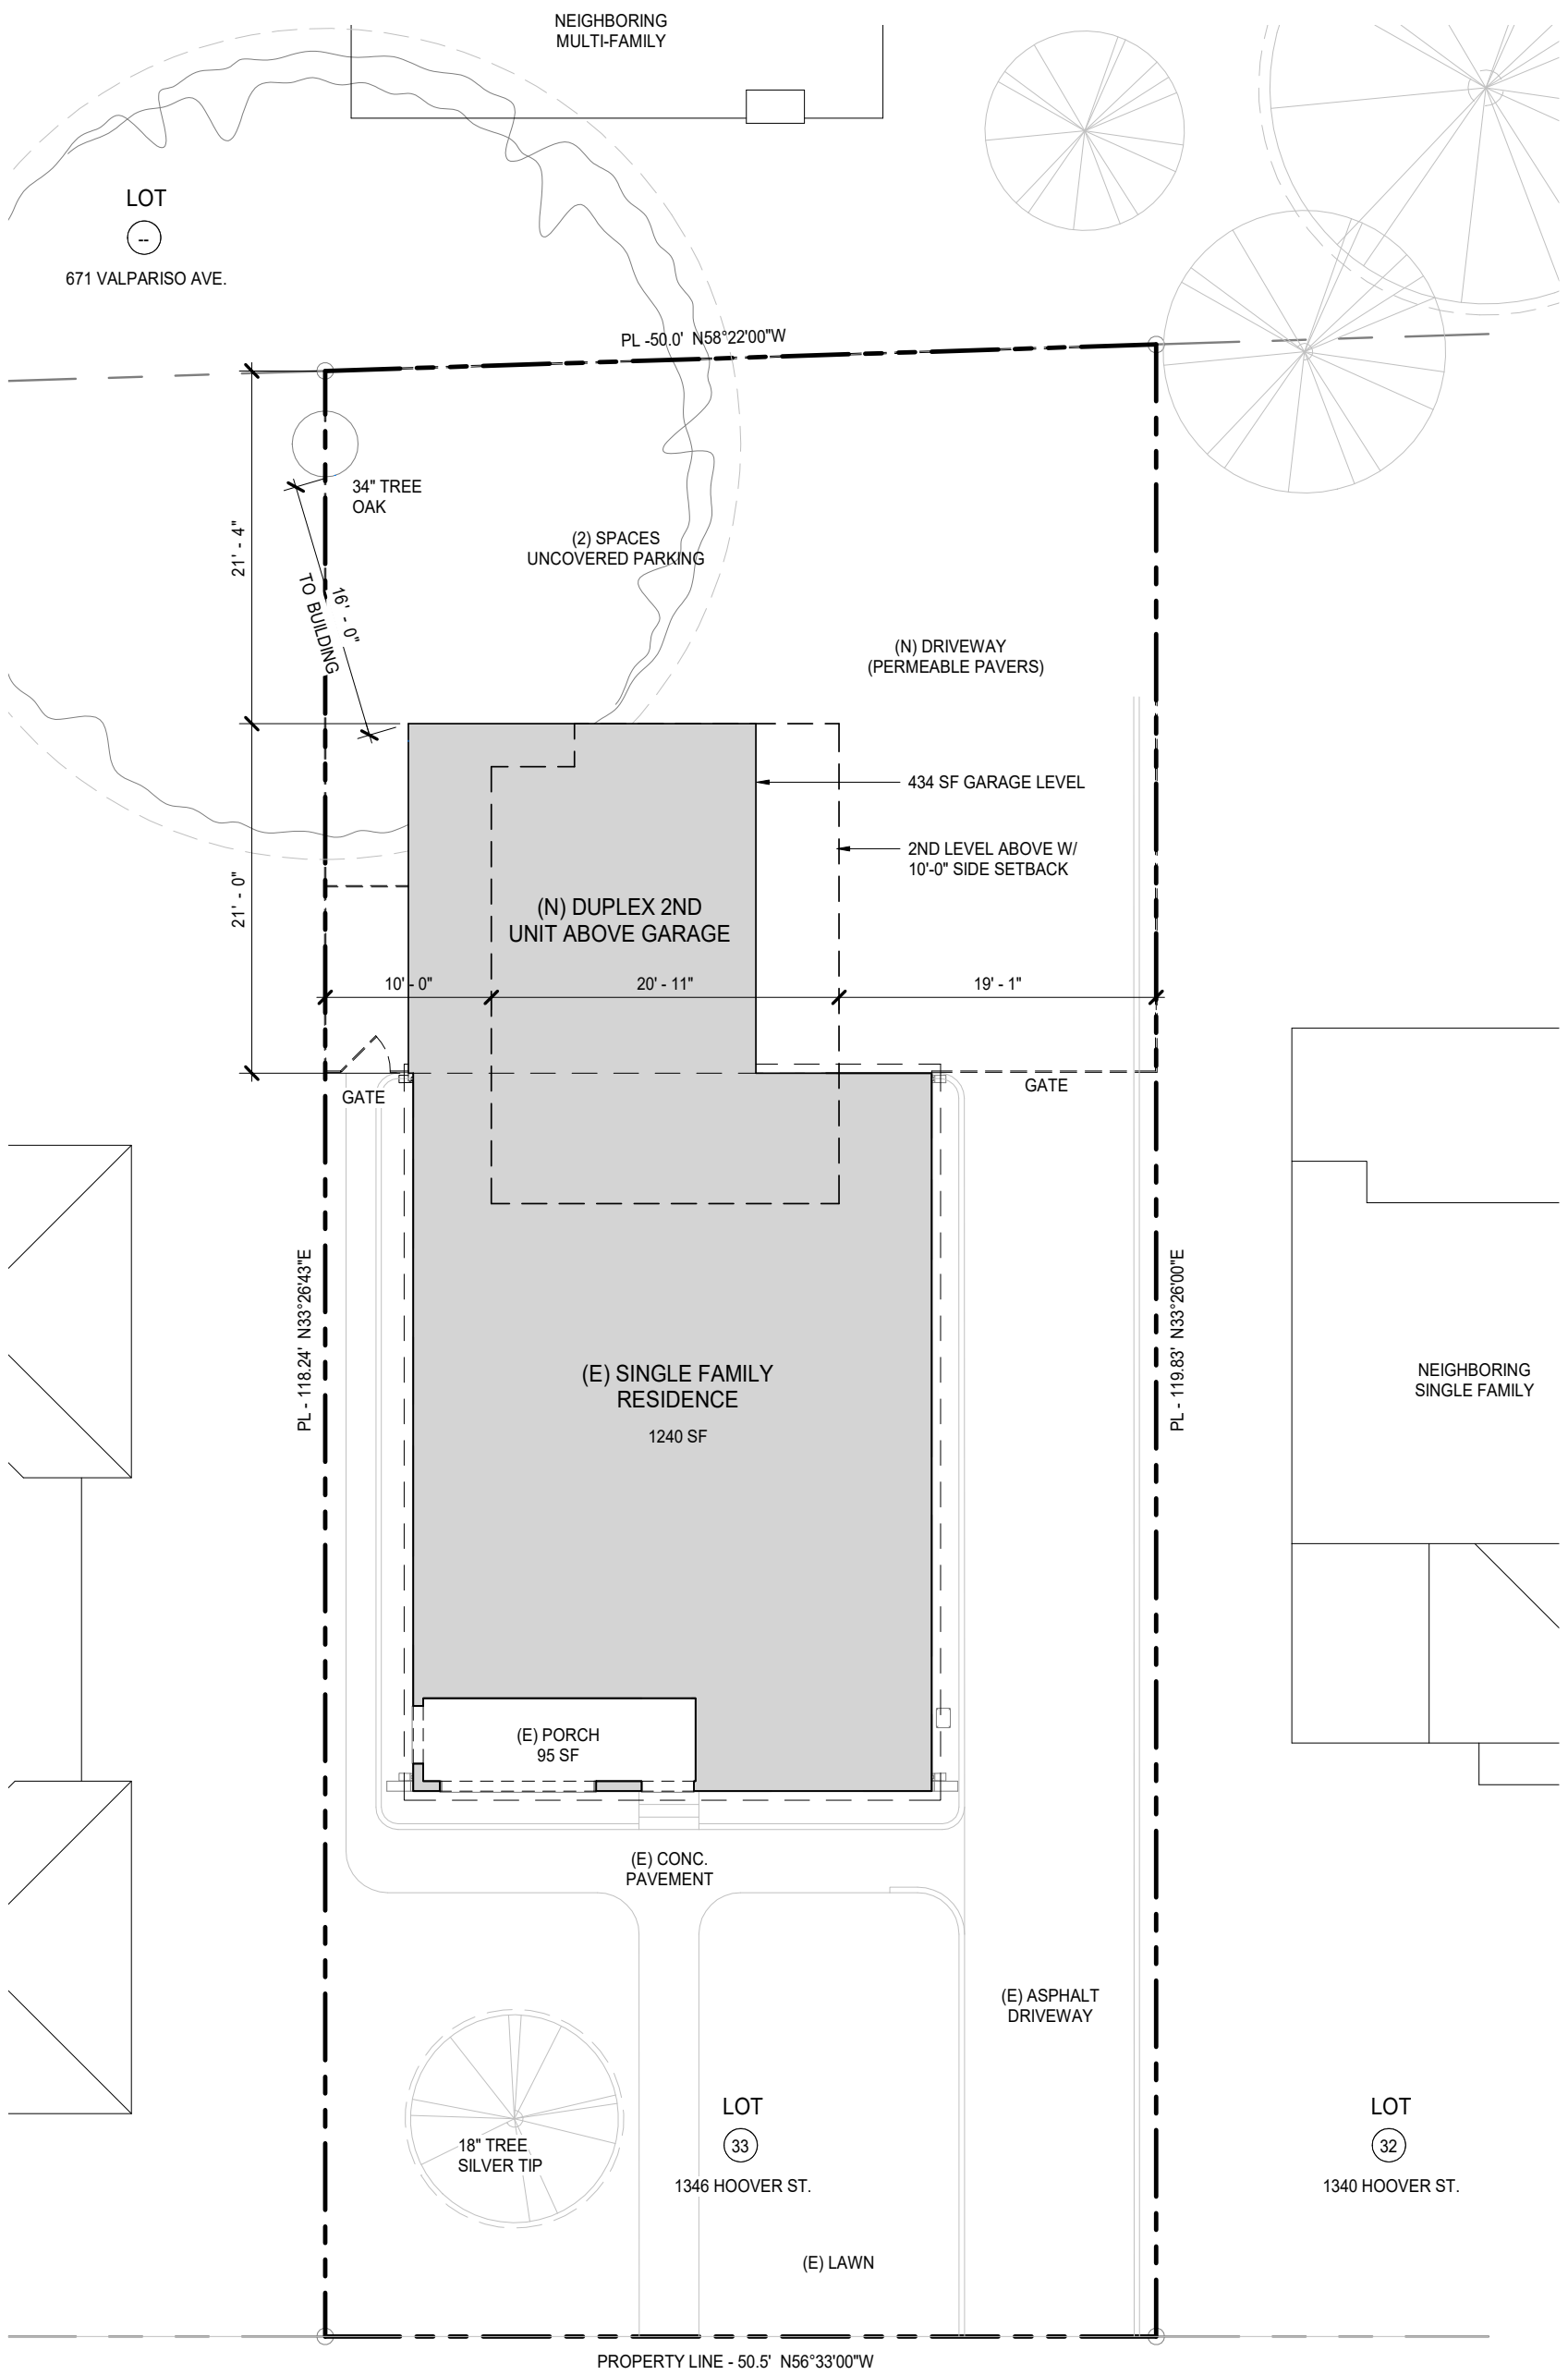 NEIGHBORING
MULTI-FAMILY
LOT
--
671 VALPARISO AVE.
PL -50.0' N58°22'00"W
34" TREE
OAK
21' - 4"
(2) SPACES
UNCOVERED PARKING
16' - 0"
TO BUILDING
(N) DRIVEWAY
(PERMEABLE PAVERS)
434 SF GARAGE LEVEL
2ND LEVEL ABOVE W/
10'-0" SIDE SETBACK
21' - 0"
(N) DUPLEX 2ND
UNIT ABOVE GARAGE
10' - 0"
20' - 11"
19' - 1"
GATE
GATE
PL - 118.24' N33°26'43"E
PL - 119.83' N33°26'00"E
(E) SINGLE FAMILY
RESIDENCE
1240 SF
NEIGHBORING
SINGLE FAMILY
(E) PORCH
95 SF
(E) CONC.
PAVEMENT
(E) ASPHALT
DRIVEWAY
18" TREE
SILVER TIP
LOT
33
1346 HOOVER ST.
LOT
32
1340 HOOVER ST.
(E) LAWN
PROPERTY LINE - 50.5' N56°33'00"W